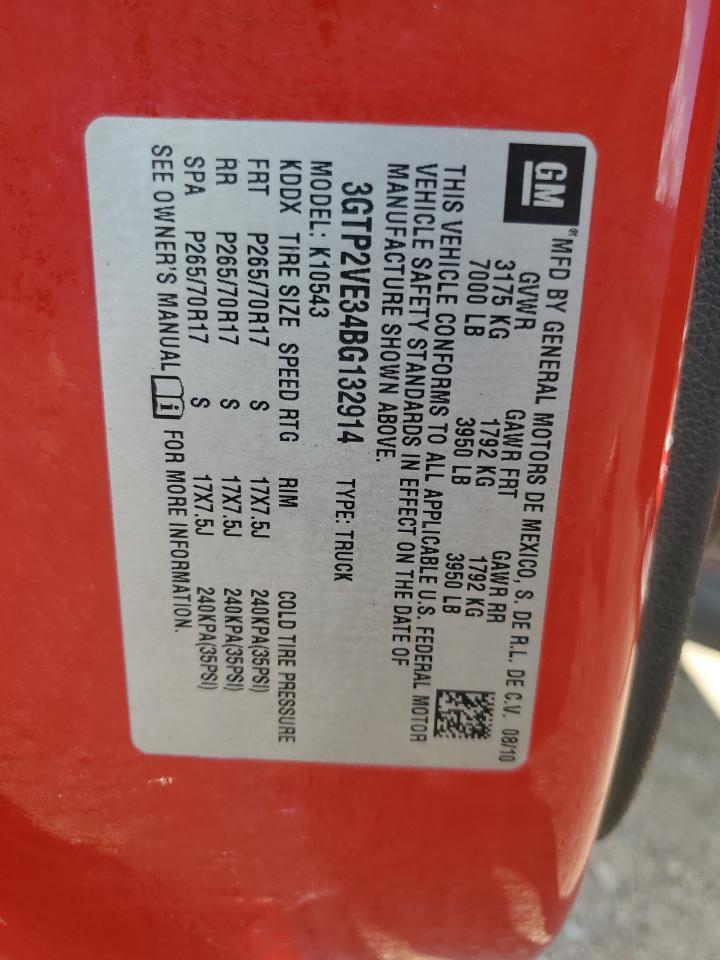 GM
® MFD BY GENERAL MOTORS DE MEXICO, S. DE R.L. DE C.V. 08/10
GVWR GAWR FRT GAWR RR
3175 KG 1792 KG 1792 KG
7000 LB 3950 LB 3950 LB
THIS VEHICLE CONFORMS TO ALL APPLICABLE U.S. FEDERAL MOTOR
VEHICLE SAFETY STANDARDS IN EFFECT ON THE DATE OF
MANUFACTURE SHOWN ABOVE.
3GTP2VE34BG132914 TYPE: TRUCK
MODEL: K10543
KDDX TIRE SIZE SPEED RTG RIM COLD TIRE PRESSURE
FRT P265/70R17 S 17X7.5J 240KPA(35PSI)
RR P265/70R17 S 17X7.5J 240KPA(35PSI)
SPA P265/70R17 S 17X7.5J 240KPA(35PSI)
SEE OWNER'S MANUAL i FOR MORE INFORMATION.